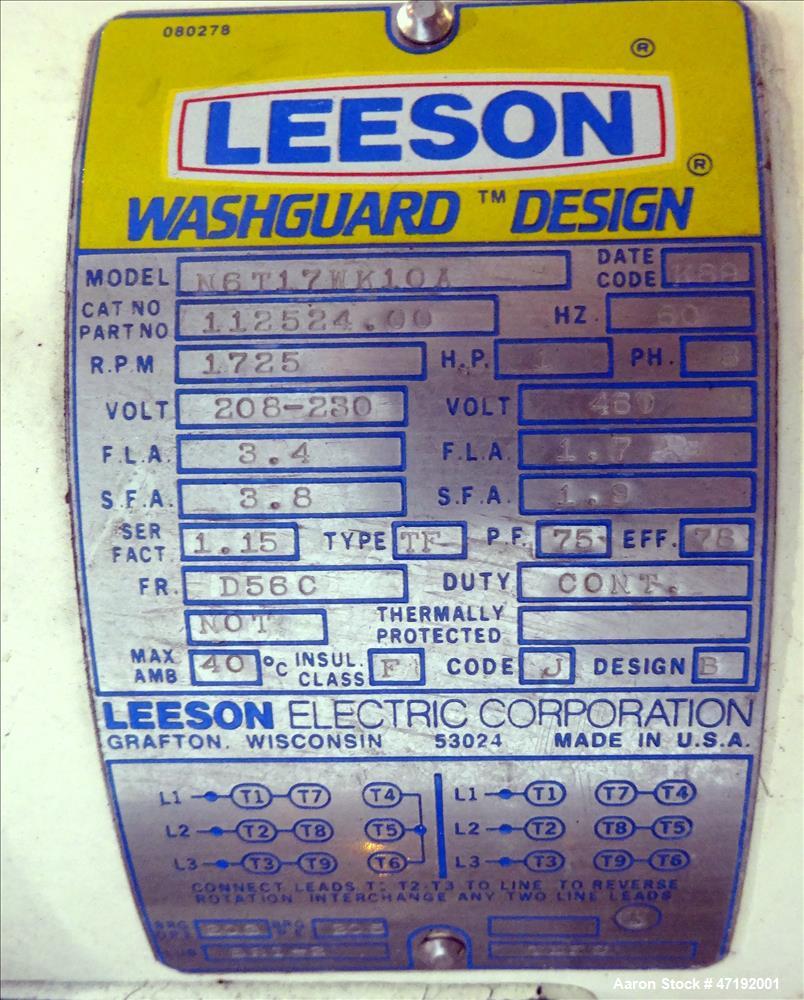 080278
®
LEESON ®
WASHGUARD ™ DESIGN
MODEL N6T17WK10A DATE CODE
CAT NO PART NO 112524.00 HZ. 60
R.P.M 1725 H.P. 1 PH. 3
VOLT 208-230 VOLT 460
F.L.A. 3.4 F.L.A. 1.7
S.F.A. 3.8 S.F.A. 1.9
SER FACT. 1.15 TYPE TF P.F. 75 EFF. 78
FR. D56C DUTY CONT.
NOT THERMALLY PROTECTED
MAX AMB 40 °C INSUL. CLASS F CODE J DESIGN B
LEESON ELECTRIC CORPORATION
GRAFTON. WISCONSIN 53024 MADE IN U.S.A.
L1 T1 T7 T4 L1 T1 T7 T4
L2 T2 T8 T5 L2 T2 T8 T5
L3 T3 T9 T6 L3 T3 T9 T6
CONNECT LEADS T1 T2-T3 TO LINE TO REVERSE
ROTATION INTERCHANGE ANY TWO LINE LEADS
Aaron Stock # 47192001